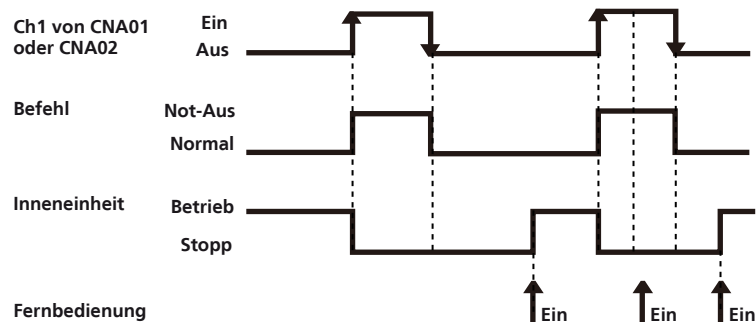 Ch1 von CNA01
oder CNA02
Ein
Aus
Befehl
Not-Aus
Normal
Inneneinheit
Betrieb
Stopp
Fernbedienung
Ein
Ein
Ein